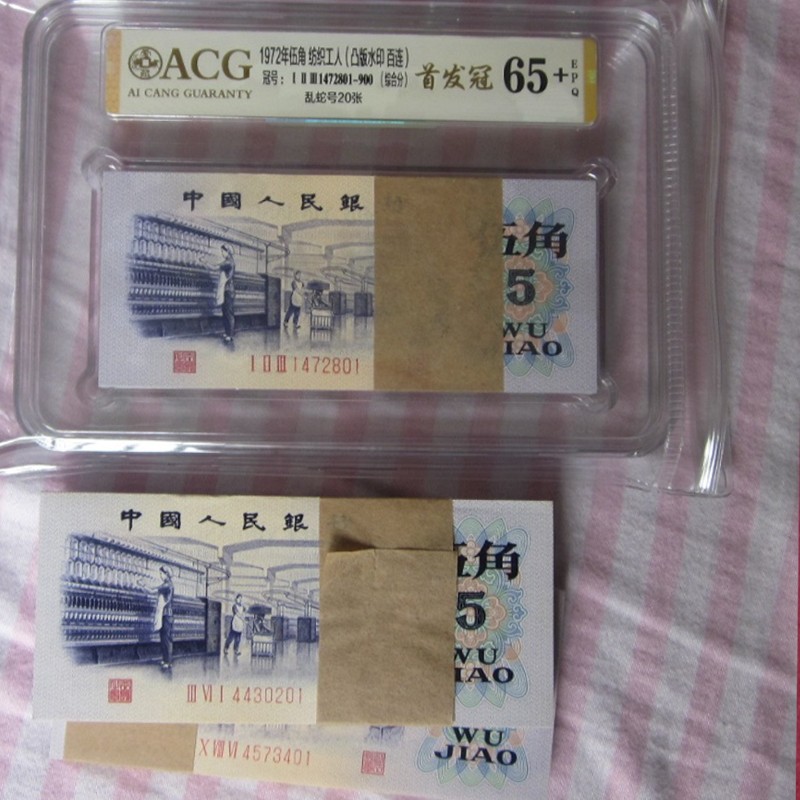 ACG
AI CANG GUARANTY
1972年伍角 纺织工人(凸版水印 百连)
冠号: I II III 1472801-900 (综合分)
乱蛇号20张
首发冠 65+
EPQ
中國人民銀
伍角
5
WU
JIAO
I II III 1472801
中國人民銀
伍角
5
WU
JIAO
III VI I 4430201
WU
JIAO
X VIII VI 4573401